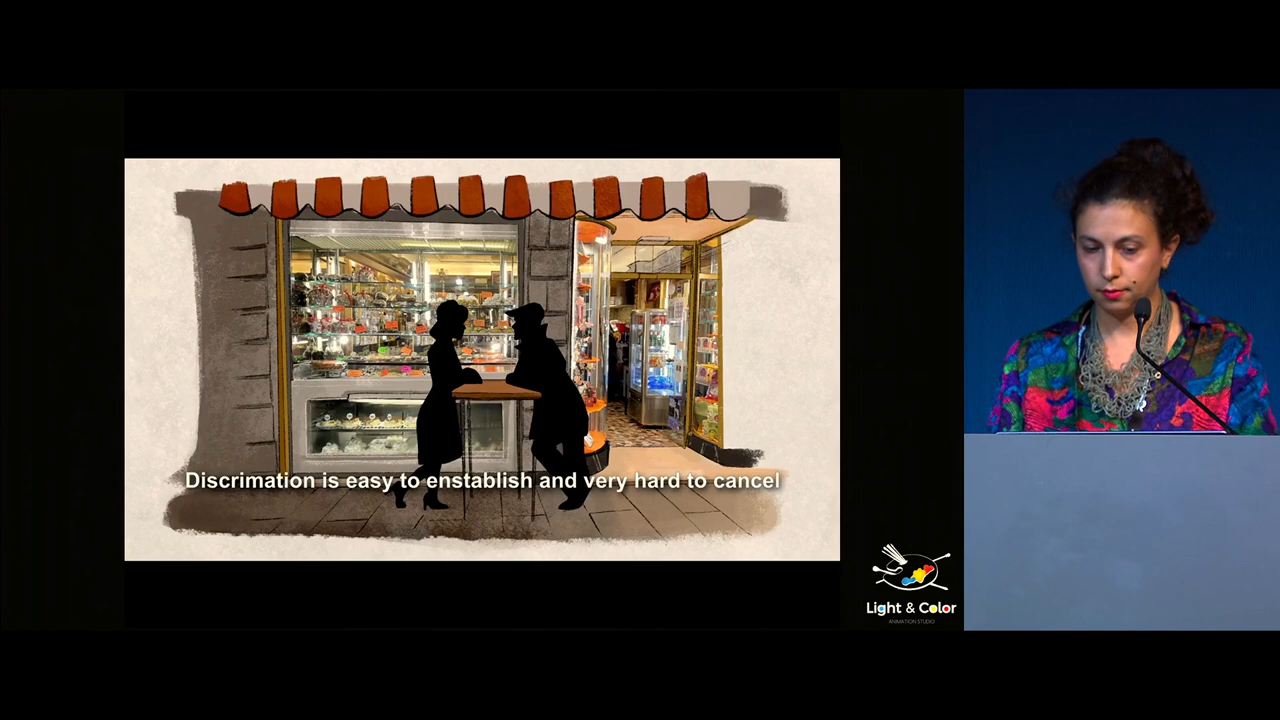 Discrimation is easy to enstablish and very hard to cancel
Light & Color
ANIMATION STUDIO